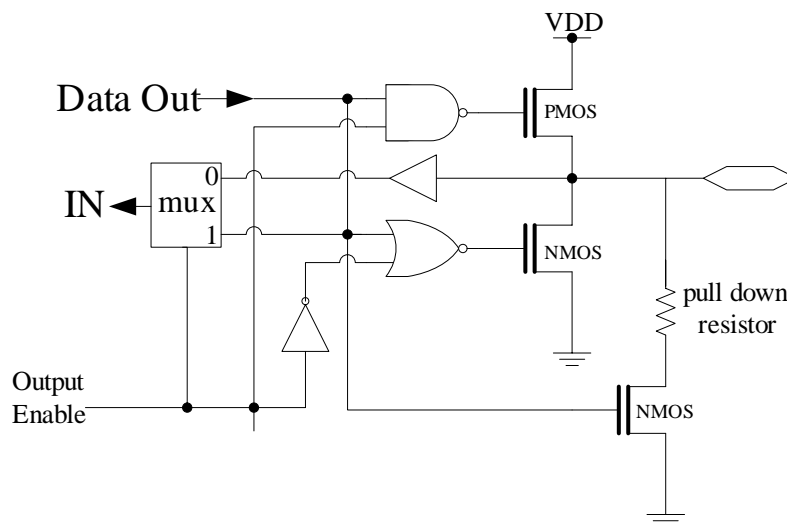 VDD
Data Out
PMOS
0
IN
mux
1
NMOS
pull down
resistor
Output
Enable
NMOS